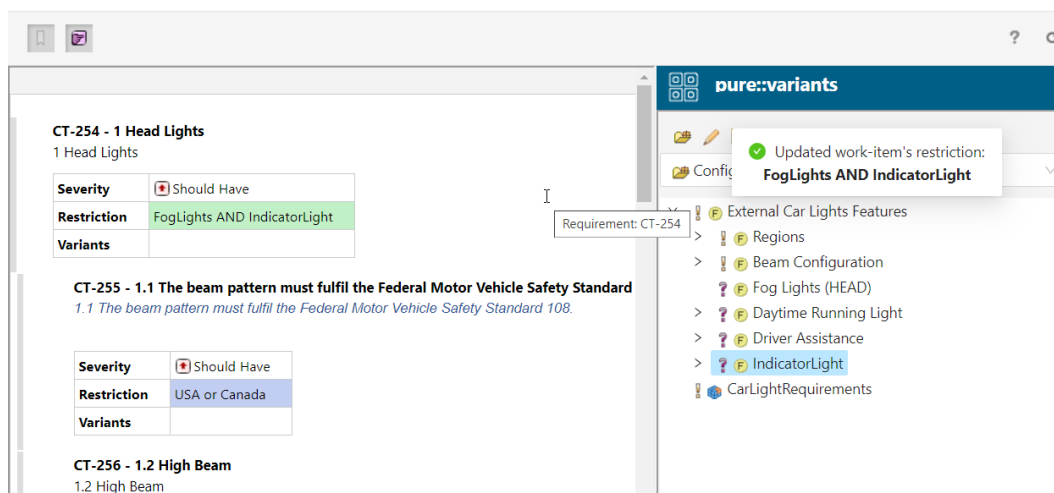 ?
pure::variants
CT-254 - 1 Head Lights
1 Head Lights
Severity Should Have
Restriction FogLights AND IndicatorLight
Variants
Requirement: CT-254
CT-255 - 1.1 The beam pattern must fulfil the Federal Motor Vehicle Safety Standard
1.1 The beam pattern must fulfil the Federal Motor Vehicle Safety Standard 108.
Severity Should Have
Restriction USA or Canada
Variants
CT-256 - 1.2 High Beam
1.2 High Beam
Updated work-item's restriction:
FogLights AND IndicatorLight
Config
External Car Lights Features
Regions
Beam Configuration
Fog Lights (HEAD)
Daytime Running Light
Driver Assistance
IndicatorLight
CarLightRequirements